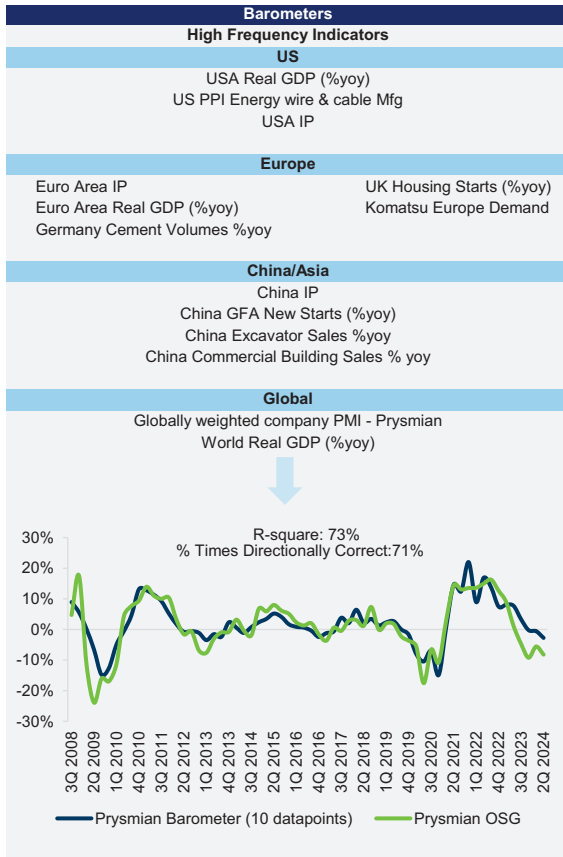 Barometers
High Frequency Indicators
US
USA Real GDP (%yoy)
US PPI Energy wire & cable Mfg
USA IP
Europe
Euro Area IP
Euro Area Real GDP (%yoy)
Germany Cement Volumes %yoy
UK Housing Starts (%yoy)
Komatsu Europe Demand
China/Asia
China IP
China GFA New Starts (%yoy)
China Excavator Sales %yoy
China Commercial Building Sales % yoy
Global
Globally weighted company PMI - Prysmian
World Real GDP (%yoy)
R-square: 73%
% Times Directionally Correct:71%
30%
20%
10%
0%
-10%
-20%
-30%
3Q 2008
2Q 2009
1Q 2010
4Q 2010
3Q 2011
2Q 2012
1Q 2013
4Q 2013
3Q 2014
2Q 2015
1Q 2016
4Q 2016
3Q 2017
2Q 2018
1Q 2019
4Q 2019
3Q 2020
2Q 2021
1Q 2022
4Q 2022
3Q 2023
2Q 2024
Prysmian Barometer (10 datapoints)
Prysmian OSG